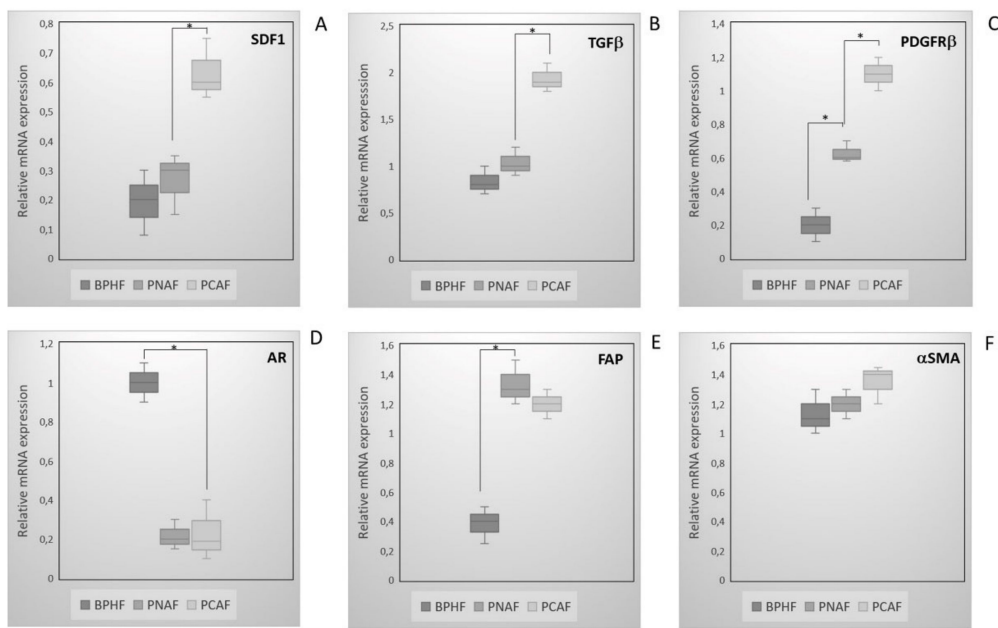 A
SDF1
*
Relative mRNA expression
0,8
0,7
0,6
0,5
0,4
0,3
0,2
0,1
0
BPHF PNAF PCAF
B
TGFβ
*
Relative mRNA expresssion
2,5
2
1,5
1
0,5
0
BPHF PNAF PCAF
C
PDGFRβ
*
*
Relative mRNA expression
1,4
1,2
1
0,8
0,6
0,4
0,2
0
BPHF PNAF PCAF
D
AR
*
Relative mRNA expression
1,2
1
0,8
0,6
0,4
0,2
0
BPHF PNAF PCAF
E
FAP
*
Relative mRNA expression
1,6
1,4
1,2
1
0,8
0,6
0,4
0,2
0
BPHF PNAF PCAF
F
αSMA
Relative mRNA expression
1,6
1,4
1,2
1
0,8
0,6
0,4
0,2
0
BPHF PNAF PCAF